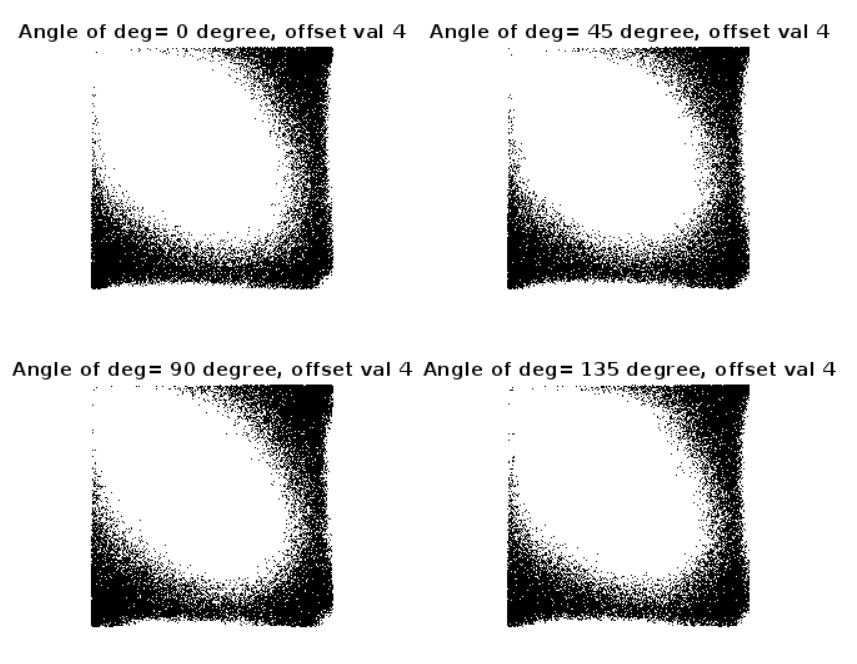 Angle of deg= 0 degree, offset val 4
Angle of deg= 45 degree, offset val 4
Angle of deg= 90 degree, offset val 4
Angle of deg= 135 degree, offset val 4